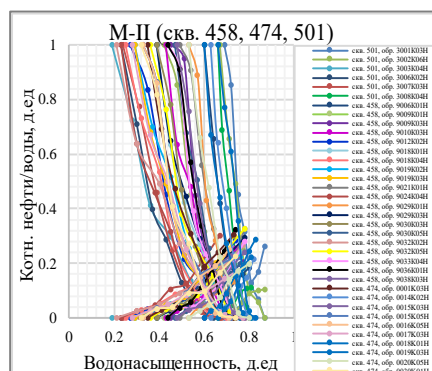 М-II (скв. 458, 474, 501)
Котн. нефти/воды, д.ед
1
0.8
0.6
0.4
0.2
0
0
0.2
0.4
0.6
0.8
1
Водонасыщенность, д.ед
скв. 501, обр. 3001К03Н
скв. 501, обр. 3002К06Н
скв. 501, обр. 3003К04Н
скв. 501, обр. 3006К02Н
скв. 501, обр. 3007К03Н
скв. 501, обр. 3008К04Н
скв. 458, обр. 9006К01Н
скв. 458, обр. 9009К01Н
скв. 458, обр. 9009К03Н
скв. 458, обр. 9010К03Н
скв. 458, обр. 9012К02Н
скв. 458, обр. 9018К01Н
скв. 458, обр. 9018К04Н
скв. 458, обр. 9019К02Н
скв. 458, обр. 9019К03Н
скв. 458, обр. 9021К01Н
скв. 458, обр. 9024К04Н
скв. 458, обр. 9029К01Н
скв. 458, обр. 9029К03Н
скв. 458, обр. 9030К03Н
скв. 458, обр. 9030К05Н
скв. 458, обр. 9032К02Н
скв. 458, обр. 9032К05Н
скв. 458, обр. 9033К04Н
скв. 458, обр. 9036К01Н
скв. 458, обр. 9038К03Н
скв. 474, обр. 0001К03Н
скв. 474, обр. 0014К02Н
скв. 474, обр. 0015К03Н
скв. 474, обр. 0015К05Н
скв. 474, обр. 0016К05Н
скв. 474, обр. 0017К03Н
скв. 474, обр. 0018К01Н
скв. 474, обр. 0019К03Н
скв. 474, обр. 0020К05Н